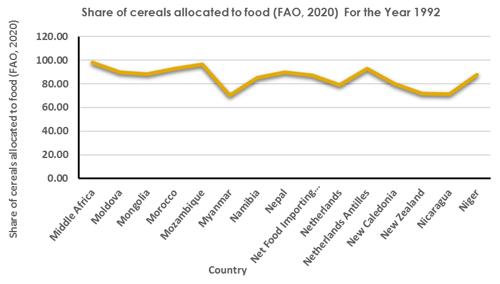 Share of cereals allocated to food (FAO, 2020) For the Year 1992
Share of cereals allocated to food (FAO, 2020)
120.00
100.00
80.00
60.00
40.00
20.00
0.00
Middle Africa
Moldova
Mongolia
Morocco
Mozambique
Myanmar
Namibia
Nepal
Net Food Importing...
Netherlands
Netherlands Antilles
New Caledonia
New Zealand
Nicaragua
Niger
Country